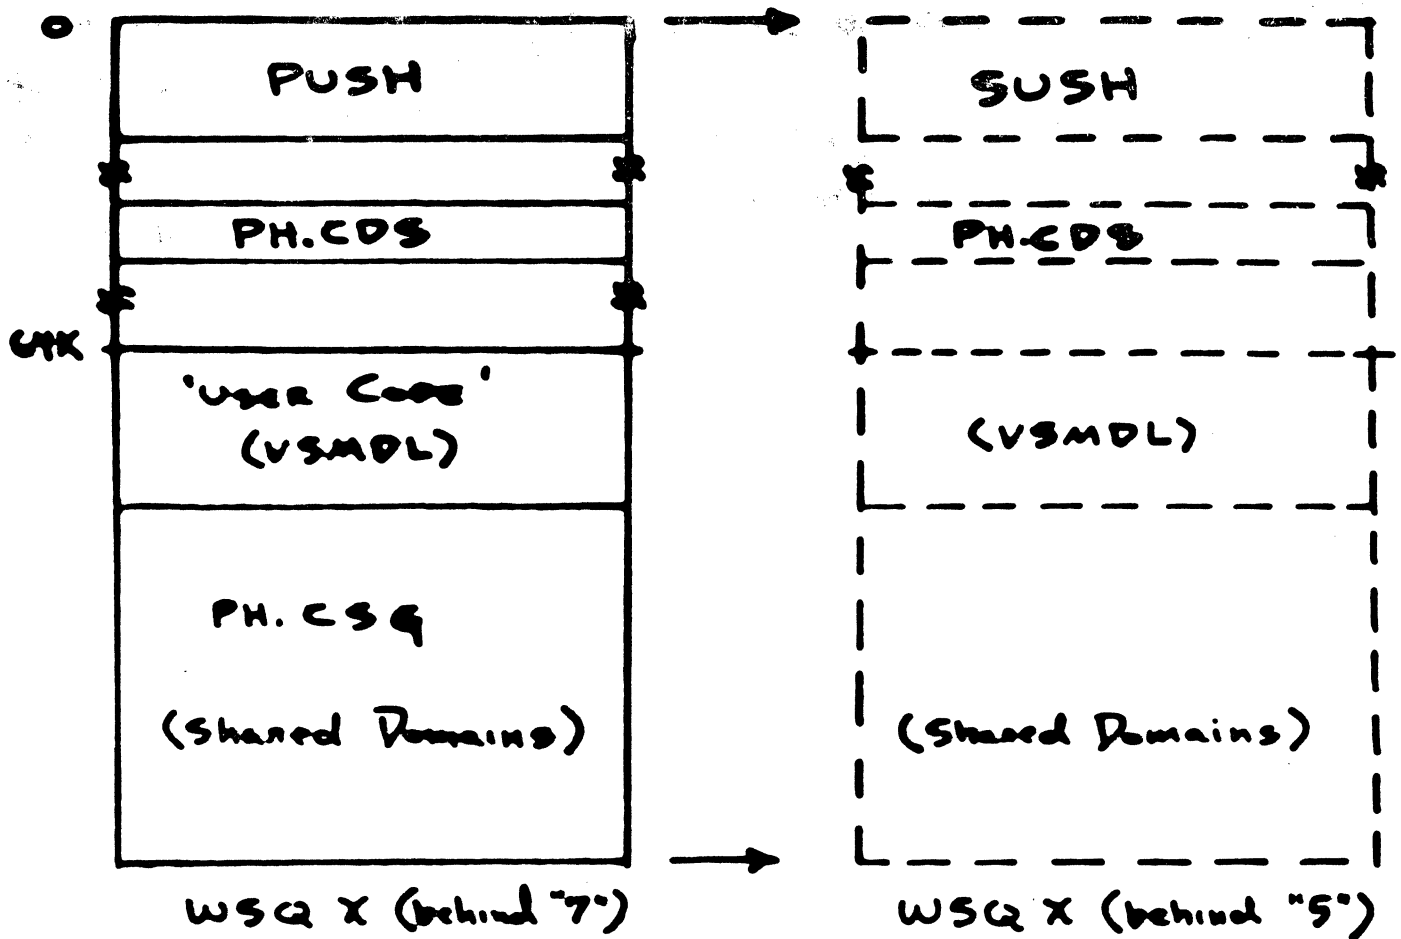 0
PUSH
SUSH
PH.CDS
PH.CDS
64K
'USER CODE'
(VSMDL)
(VSMDL)
PH.CSQ
(Shared Domains)
(Shared Domains)
WSQ X (behind "7")
WSQ X (behind "5")